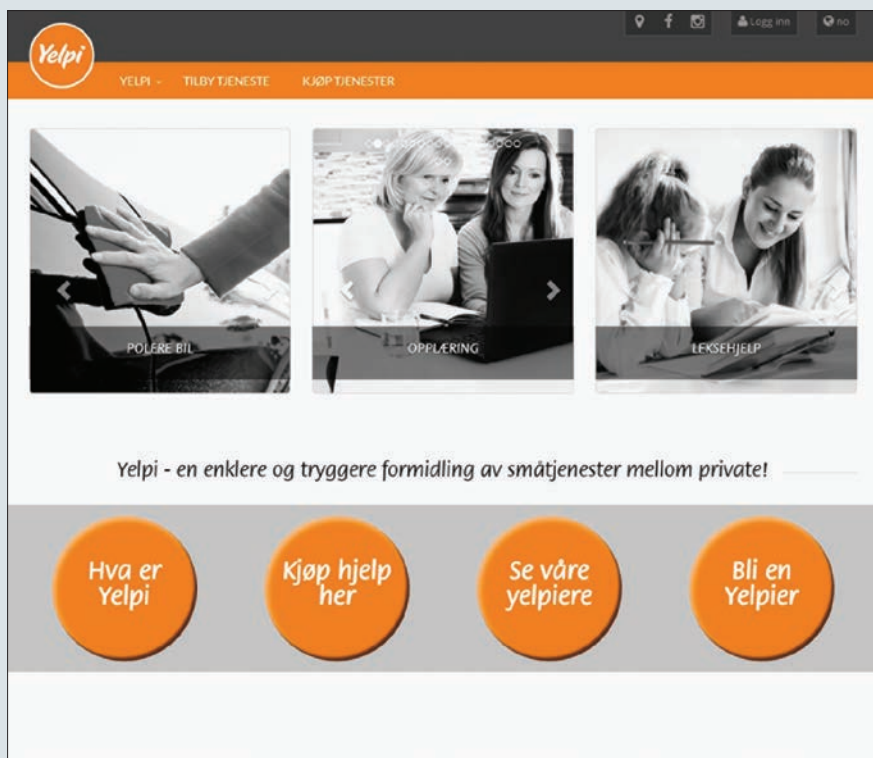 Logg inn
no
Yelpi
YELPI
TILBY TJENESTE
KJØP TJENESTER
POLERE BIL
OPPLÆRING
LEKSEHJELP
Yelpi - en enklere og tryggere formidling av småtjenester mellom private!
Hva er
Yelpi
Kjøp hjelp
her
Se våre
yelpiere
Bli en
Yelpier